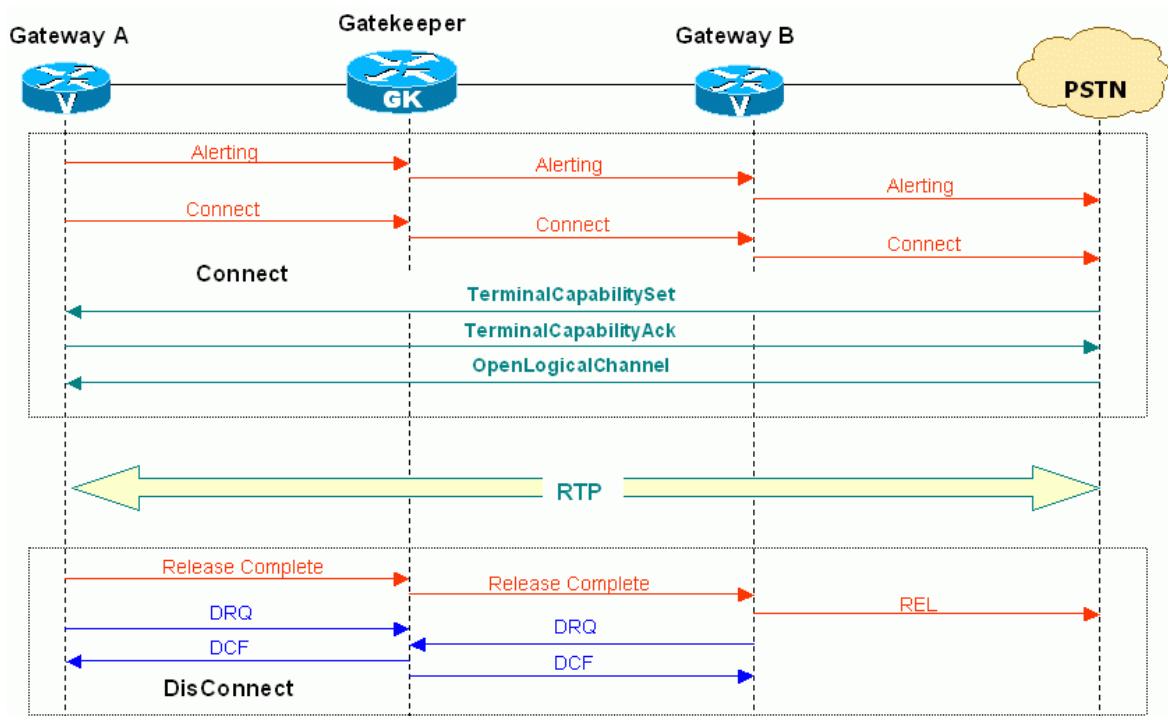 Gatekeeper
Gateway A
Gateway B
V
GK
V
PSTN
Alerting
Alerting
Alerting
Connect
Connect
Connect
Connect
TerminalCapabilitySet
TerminalCapabilityAck
OpenLogicalChannel
RTP
Release Complete
Release Complete
REL
DRQ
DRQ
DCF
DCF
DisConnect